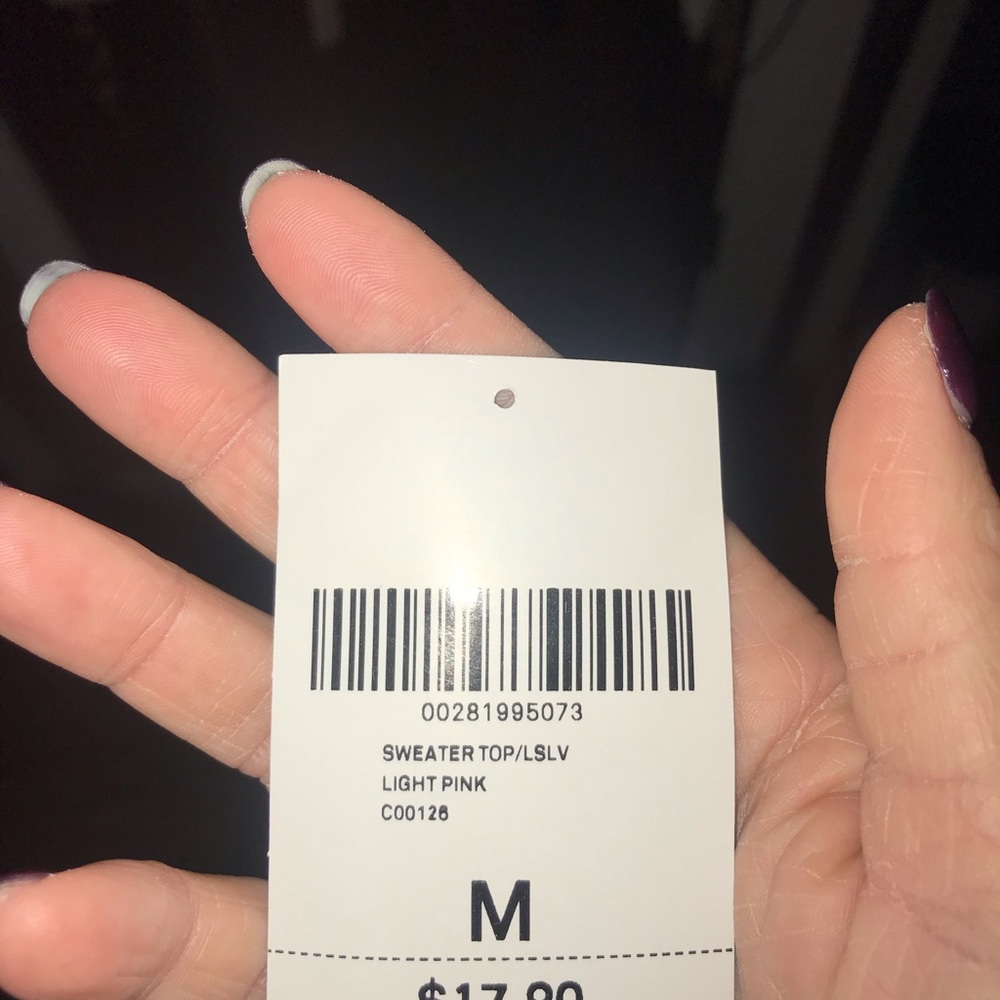 00281995073
SWEATER TOP/LSLV
LIGHT PINK
C00126
M